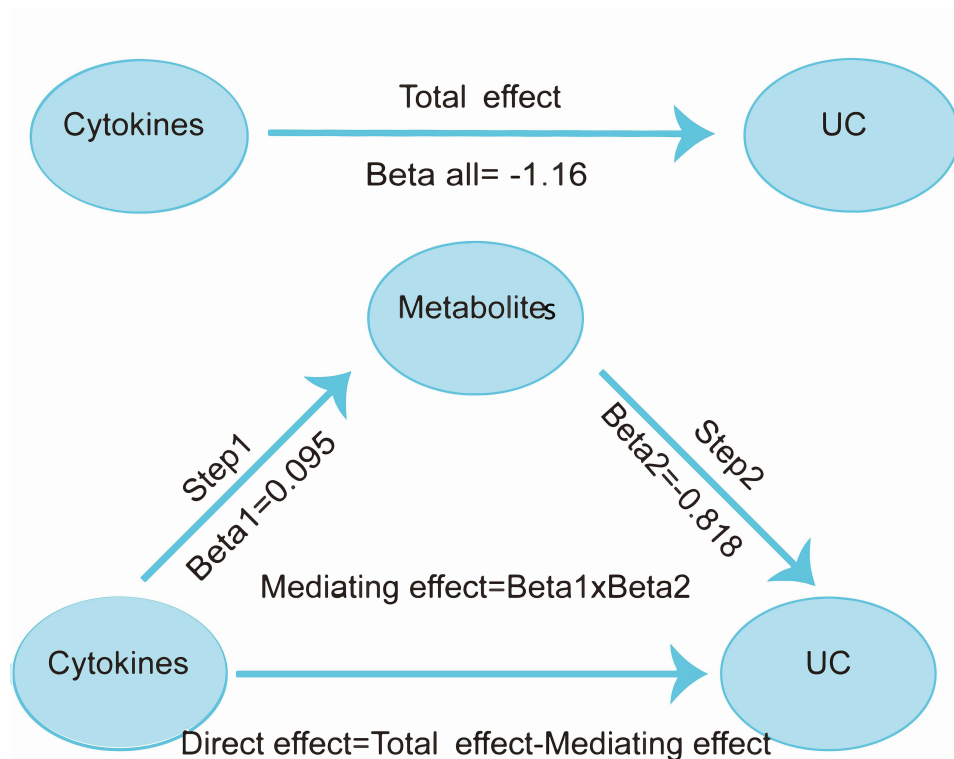 Total effect
Cytokines
UC
Beta all= -1.16
Metabolites
Step1
Beta1=0.095
Step2
Beta2=-0.818
Mediating effect=Beta1xBeta2
Cytokines
UC
Direct effect=Total effect-Mediating effect